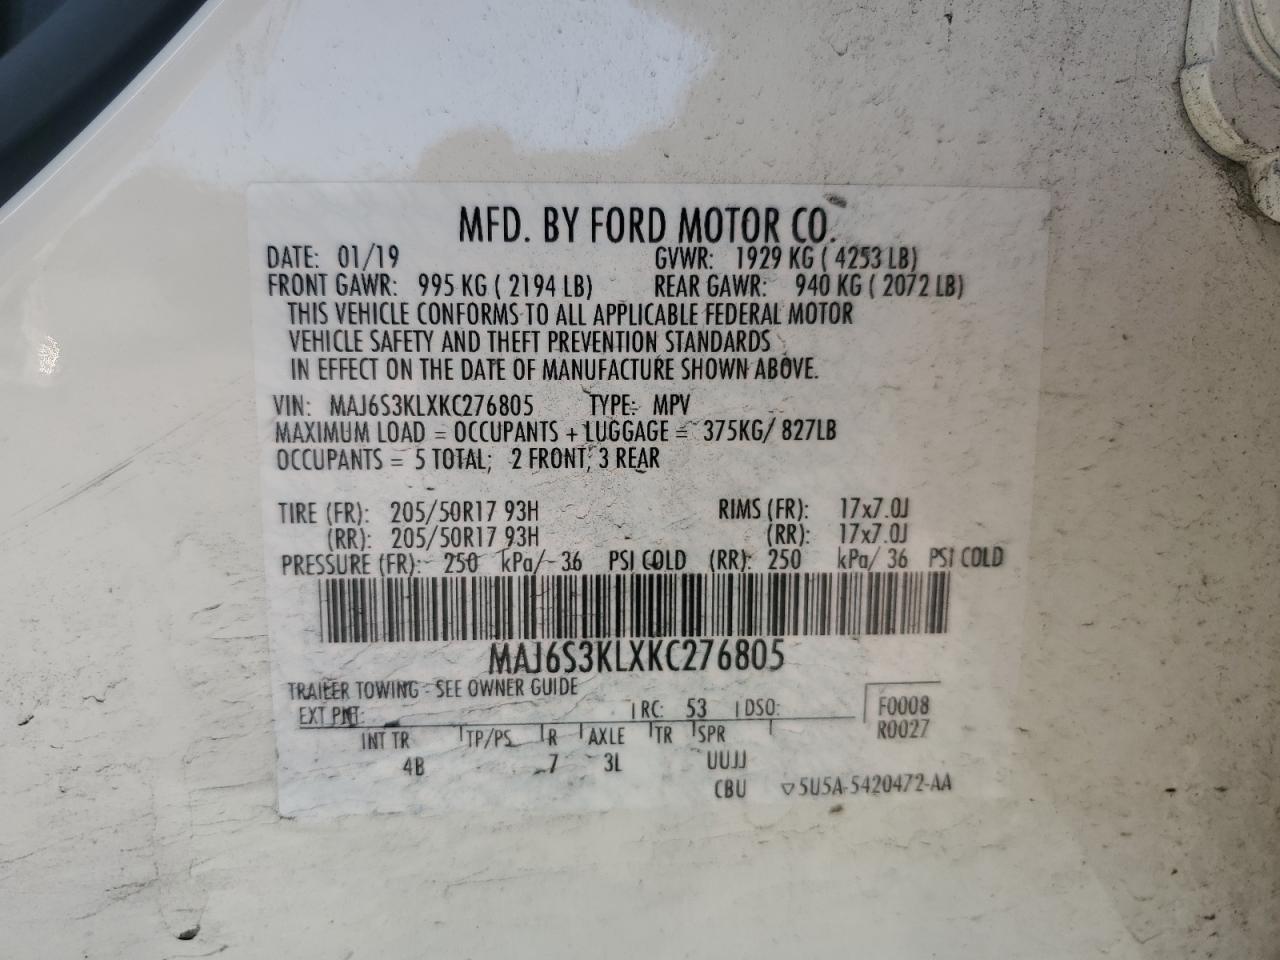 MFD. BY FORD MOTOR CO.
DATE: 01/19 GVWR: 1929 KG ( 4253 LB)
FRONT GAWR: 995 KG ( 2194 LB) REAR GAWR: 940 KG ( 2072 LB)
THIS VEHICLE CONFORMS TO ALL APPLICABLE FEDERAL MOTOR
VEHICLE SAFETY AND THEFT PREVENTION STANDARDS
IN EFFECT ON THE DATE OF MANUFACTURE SHOWN ABOVE.
VIN: MAJ6S3KLXKC276805 TYPE: MPV
MAXIMUM LOAD = OCCUPANTS + LUGGAGE = 375KG/ 827LB
OCCUPANTS = 5 TOTAL; 2 FRONT; 3 REAR
TIRE (FR): 205/50R17 93H RIMS (FR): 17x7.0J
(RR): 205/50R17 93H (RR): 17x7.0J
PRESSURE (FR): 250 kPa/ 36 PSI COLD (RR): 250 kPa/ 36 PSI COLD
MAJ6S3KLXKC276805
TRAILER TOWING - SEE OWNER GUIDE
EXT PNT: RC: 53 DSO: F0008
R0027
INT TR TP/PS R AXLE TR SPR
4B 7 3L UUJJ
CBU ▽5U5A-5420472-AA